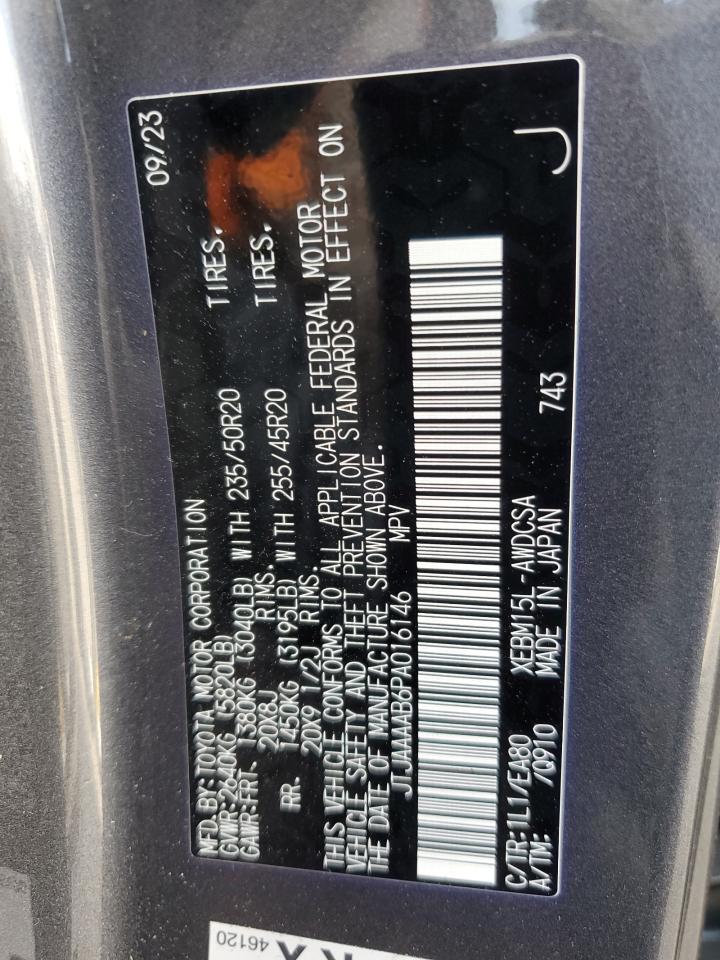 MFD.BY:TOYOTA MOTOR CORPORATION 09/23
GVWR:2640KG (5820LB)
GAWR:FRT- 1380KG (3040LB) WITH 235/50R20 TIRES.
20X8J RIMS.
RR. 1450KG (3195LB) WITH 255/45R20 TIRES.
20X9 1/2J RIMS.
THIS VEHICLE CONFORMS TO ALL APPLICABLE FEDERAL MOTOR
VEHICLE SAFETY AND THEFT PREVENTION STANDARDS IN EFFECT ON
THE DATE OF MANUFACTURE SHOWN ABOVE.
JTJAAAAB6PA016146 MPV
C/TR:1L1/EA80 XEBM15L-AWDCSA
A/TM: /Q910 MADE IN JAPAN 743
J
RX
46120